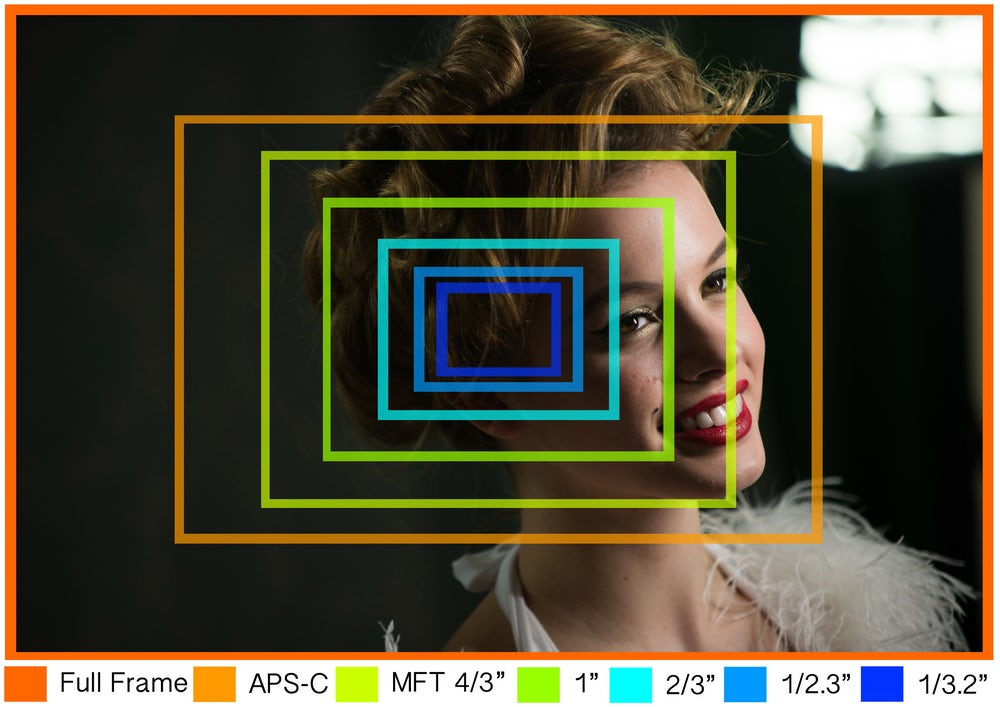 Full Frame APS-C MFT 4/3” 1” 2/3” 1/2.3” 1/3.2”